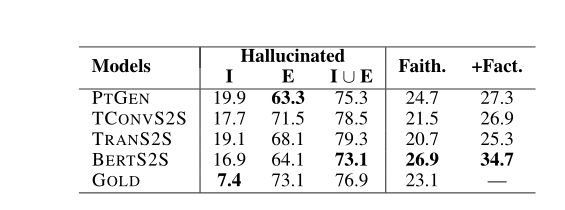 Models Hallucinated Faith. +Fact.
I E I ∪ E
PTGEN 19.9 63.3 75.3 24.7 27.3
TCONVS2S 17.7 71.5 78.5 21.5 26.9
TRANS2S 19.1 68.1 79.3 20.7 25.3
BERTS2S 16.9 64.1 73.1 26.9 34.7
GOLD 7.4 73.1 76.9 23.1 —